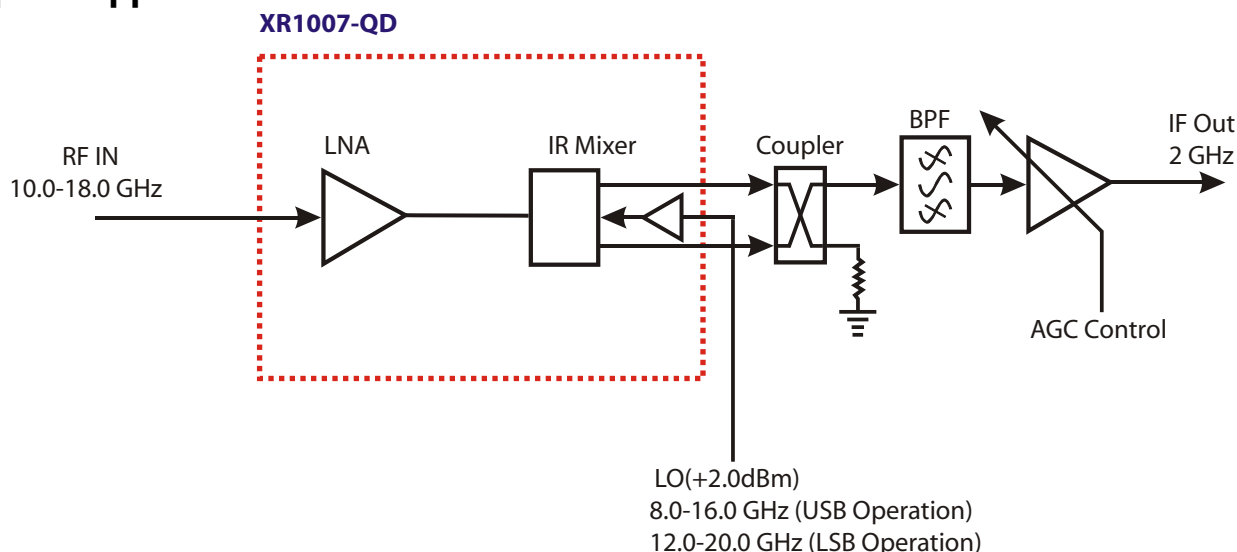 XR1007-QD
LNA
IR Mixer
Coupler
BPF
RF IN
10.0-18.0 GHz
IF Out
2 GHz
AGC Control
LO(+2.0dBm)
8.0-16.0 GHz (USB Operation)
12.0-20.0 GHz (LSB Operation)